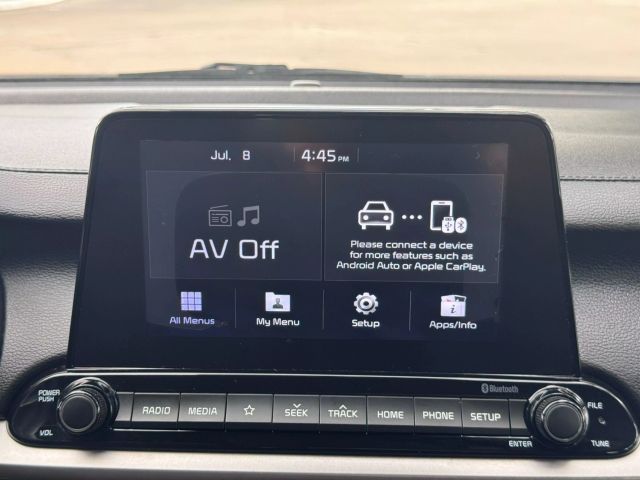 Jul. 8
4:45 PM
AV Off
Please connect a device
for more features such as
Android Auto or Apple CarPlay.
All Menus
My Menu
Setup
Apps/Info
Bluetooth
POWER
PUSH
VOL
RADIO
MEDIA
SEEK
TRACK
HOME
PHONE
SETUP
ENTER
FILE
TUNE